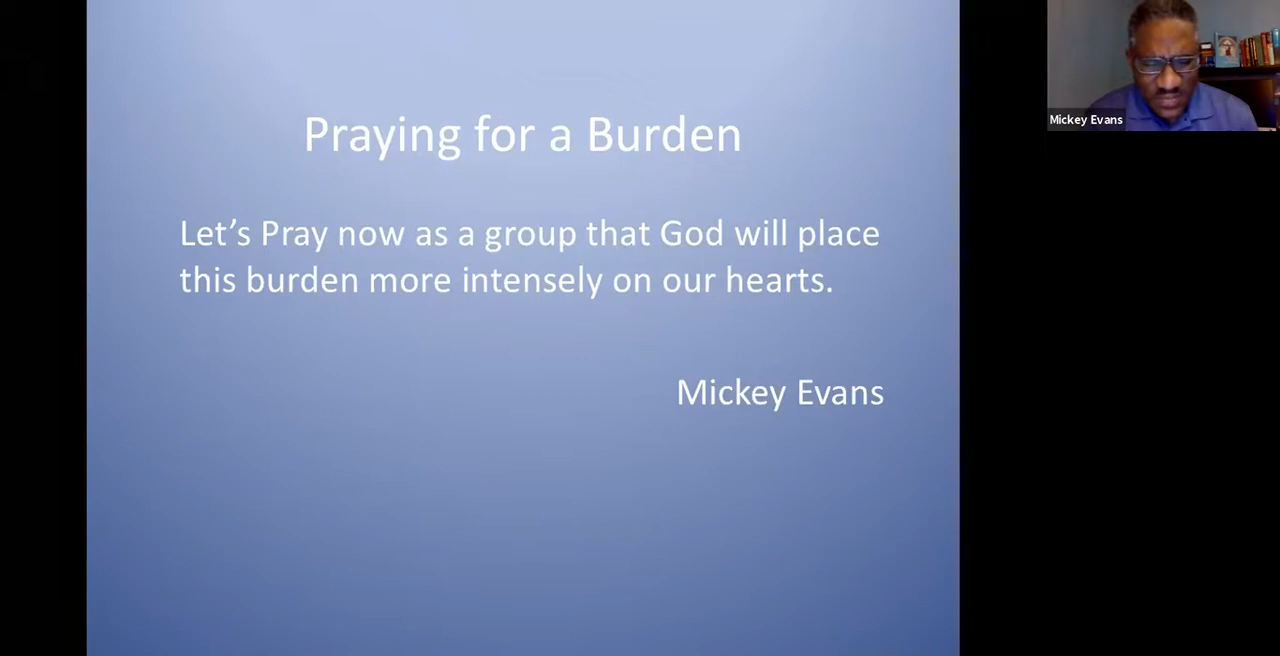 Praying for a Burden
Let’s Pray now as a group that God will place
this burden more intensely on our hearts.
Mickey Evans
Mickey Evans